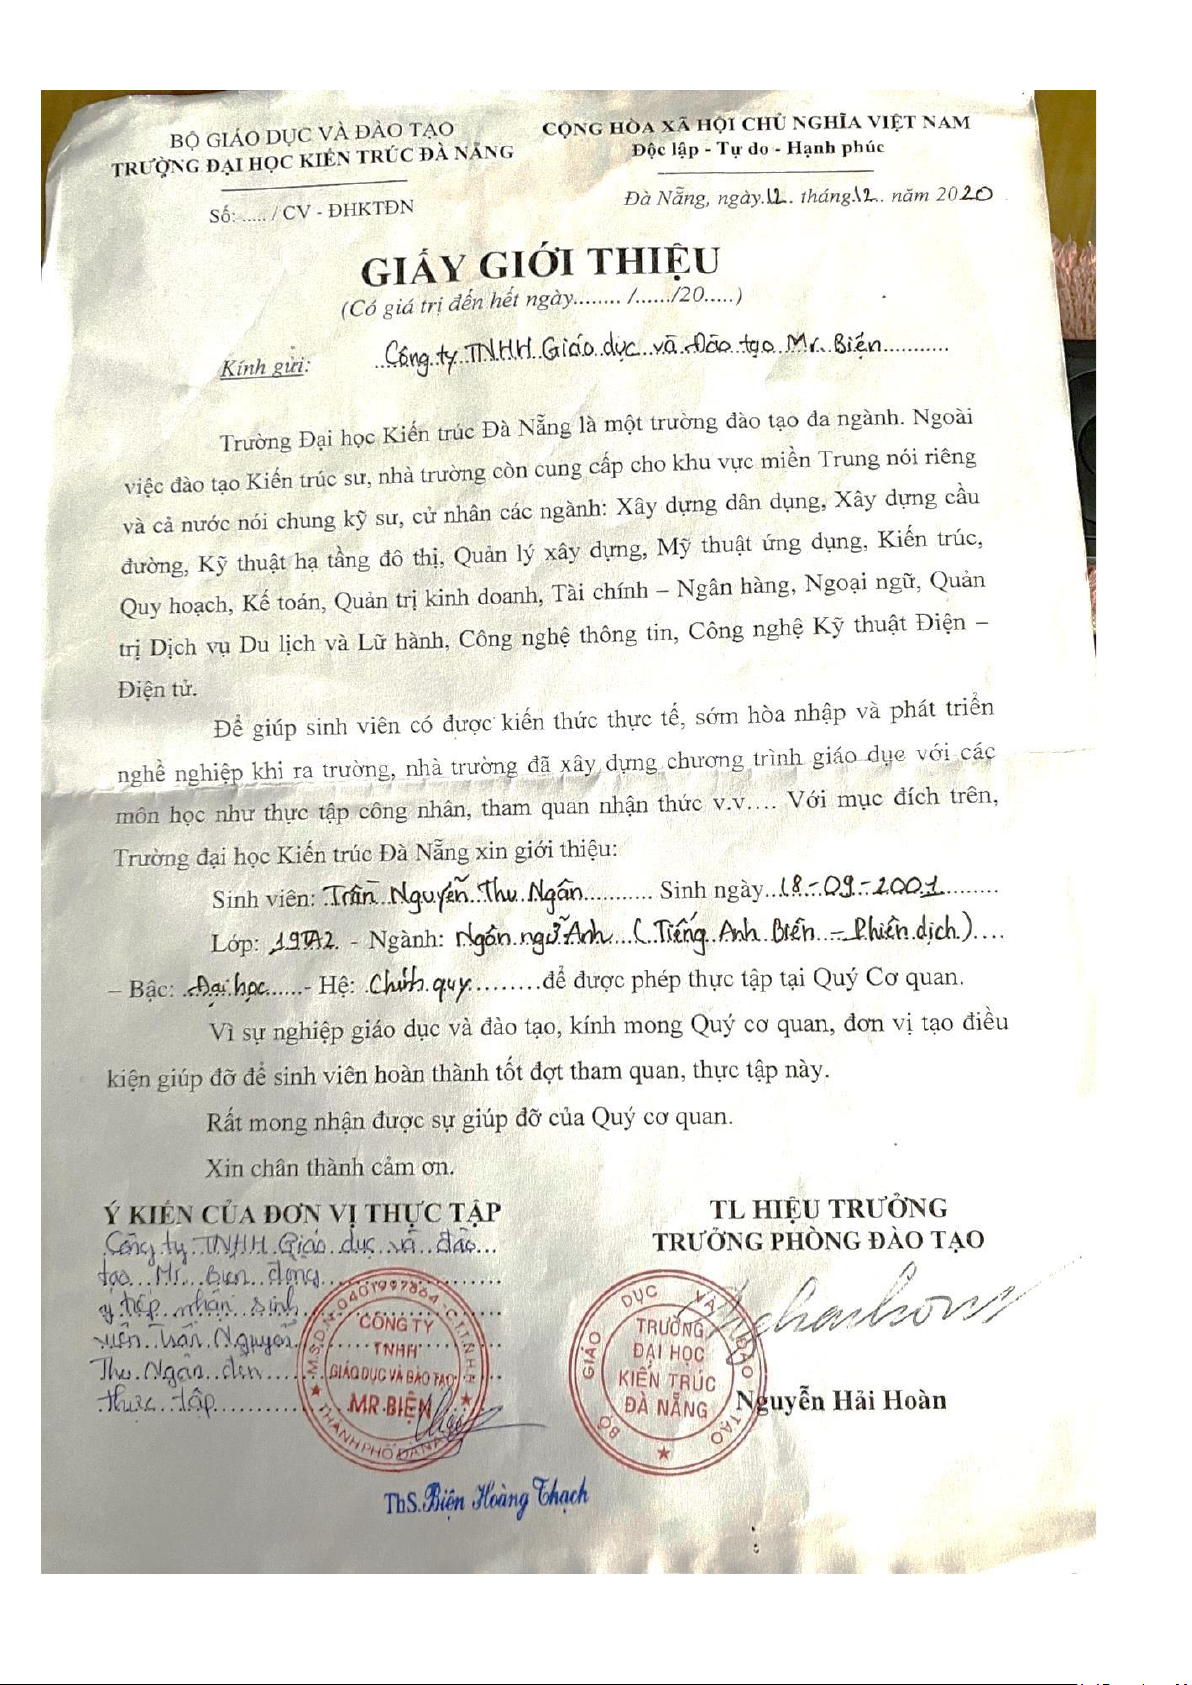 BỘ GIÁO DỤC VÀ ĐÀO TẠO
TRƯỜNG ĐẠI HỌC KIẾN TRÚC ĐÀ NẴNG
Số: ..... / CV - ĐHKTĐN
CỘNG HÒA XÃ HỘI CHỦ NGHĨA VIỆT NAM
Độc lập - Tự do - Hạnh phúc
Đà Nẵng, ngày.12. tháng.12.. năm 2020
GIẤY GIỚI THIỆU
(Có giá trị đến hết ngày........ /....../20.....)
Kính gửi: ..Công.ty.TNHH.Giáo.dục..và.Đào tạo..Mr..Biện...........
Trường Đại học Kiến trúc Đà Nẵng là một trường đào tạo đa ngành. Ngoài
việc đào tạo Kiến trúc sư, nhà trường còn cung cấp cho khu vực miền Trung nói riêng
và cả nước nói chung kỹ sư, cử nhân các ngành: Xây dựng dân dụng, Xây dựng cầu
đường, Kỹ thuật hạ tầng đô thị, Quản lý xây dựng, Mỹ thuật ứng dụng, Kiến trúc,
Quy hoạch, Kế toán, Quản trị kinh doanh, Tài chính – Ngân hàng, Ngoại ngữ, Quản
trị Dịch vụ Du lịch và Lữ hành, Công nghệ thông tin, Công nghệ Kỹ thuật Điện –
Điện tử.
Để giúp sinh viên có được kiến thức thực tế, sớm hòa nhập và phát triển
nghề nghiệp khi ra trường, nhà trường đã xây dựng chương trình giáo dục với các
môn học như thực tập công nhân, tham quan nhận thức v.v…. Với mục đích trên,
Trường đại học Kiến trúc Đà Nẵng xin giới thiệu:
Sinh viên: Trần Nguyễn Thu Ngân........... Sinh ngày..18.-.09.-.2001.........
Lớp: .19TA2. - Ngành: Ngôn ngữ Anh...(.Tiếng Anh Biên – Phiên dịch)....
– Bậc: .Đại học.....- Hệ: .Chính quy..........để được phép thực tập tại Quý Cơ quan.
Vì sự nghiệp giáo dục và đào tạo, kính mong Quý cơ quan, đơn vị tạo điều
kiện giúp đỡ để sinh viên hoàn thành tốt đợt tham quan, thực tập này.
Rất mong nhận được sự giúp đỡ của Quý cơ quan.
Xin chân thành cảm ơn.
Ý KIẾN CỦA ĐƠN VỊ THỰC TẬP
Công ty TNHH Giáo dục và đào
tạo Mr. Biện đồng
ý tiếp nhận sinh
viên Trần Nguyễn
Thu Ngân đến
thực tập
M.S.D.N:0401997864-C.T.T.N.H.H
CÔNG TY
TNHH
GIÁO DỤC VÀ ĐÀO TẠO
MR.BIỆN
THÀNH PHỐ ĐÀ NẴNG
ThS. Biện Hoàng Thạch
TL HIỆU TRƯỞNG
TRƯỞNG PHÒNG ĐÀO TẠO
BỘ GIÁO DỤC VÀ ĐÀO TẠO
TRƯỜNG
ĐẠI HỌC
KIẾN TRÚC
ĐÀ NẴNG
Nguyễn Hải Hoàn